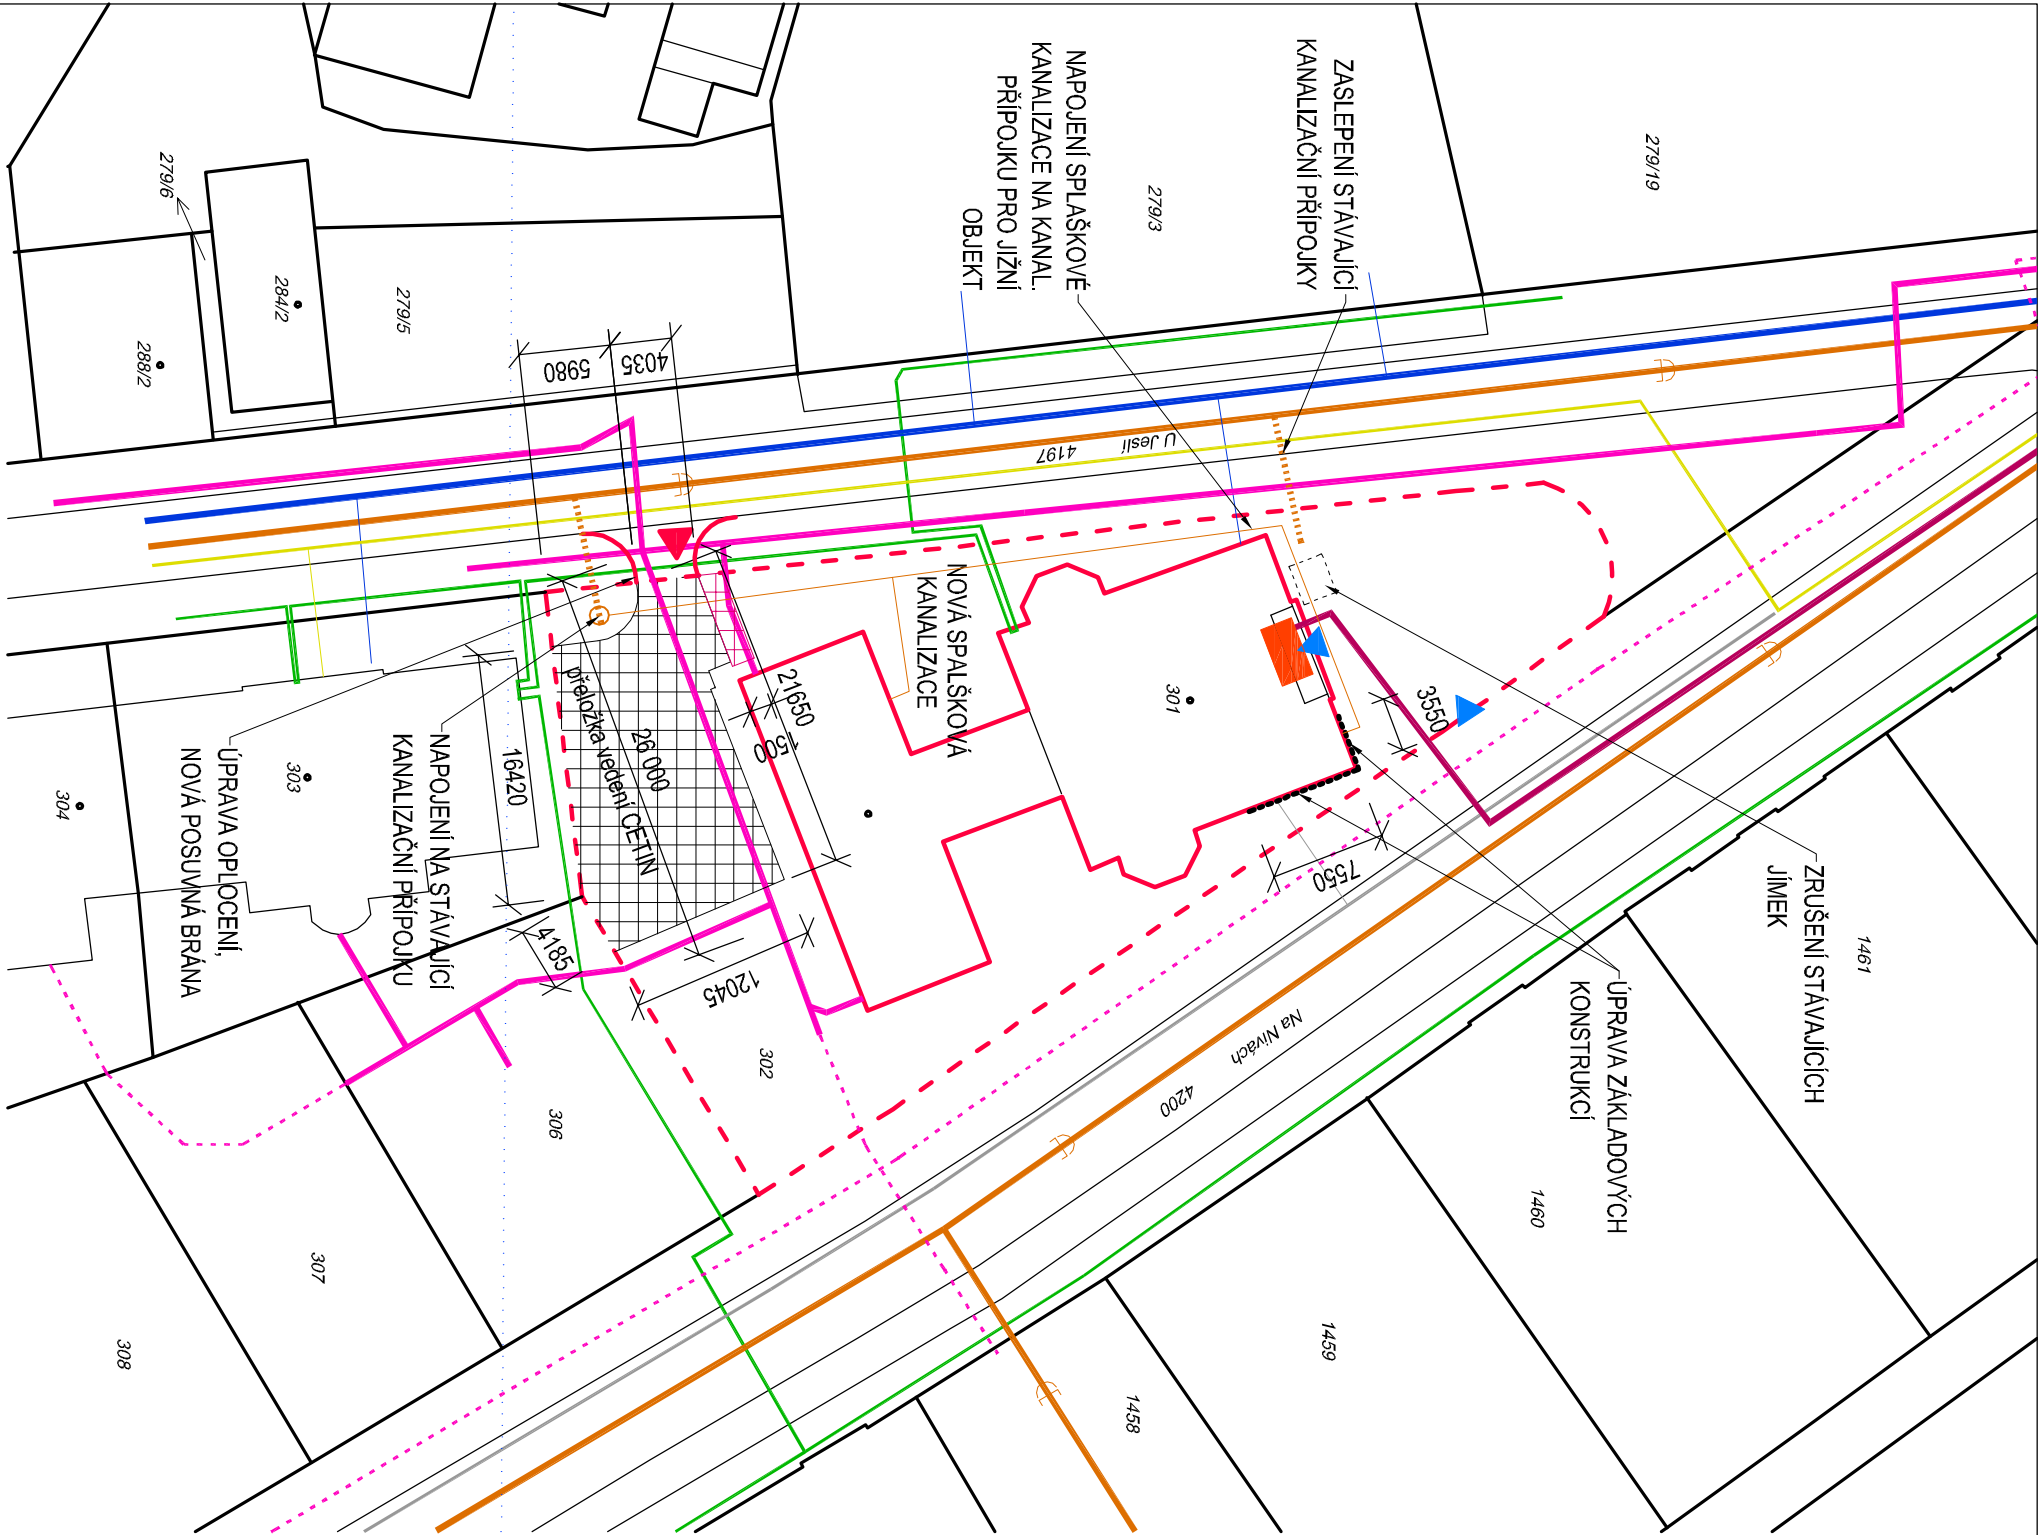 279/19
ZASLEPENÍ STÁVAJÍCÍ
KANALIZAČNÍ PŘÍPOJKY
NAPOJENÍ SPLAŠKOVÉ
KANALIZACE NA KANAL.
PŘÍPOJKU PRO JIŽNÍ
OBJEKT
279/3
279/6
284/2
279/5
288/2
5980
4035
U Jeslí
4197
NOVÁ SPALŠKOVÁ
KANALIZACE
301
3550
21650
1500
26 000
přeložka vedení CETIN
16420
7550
NAPOJENÍ NA STÁVAJÍCÍ
KANALIZAČNÍ PŘÍPOJKU
ÚPRAVA OPLOCENÍ,
NOVÁ POSUVNÁ BRÁNA
303
304
4185
12045
302
ZRUŠENÍ STÁVAJÍCÍCH
JÍMEK
1461
ÚPRAVA ZÁKLADOVÝCH
KONSTRUKCÍ
Na Nivách
4200
306
307
308
1460
1459
1458